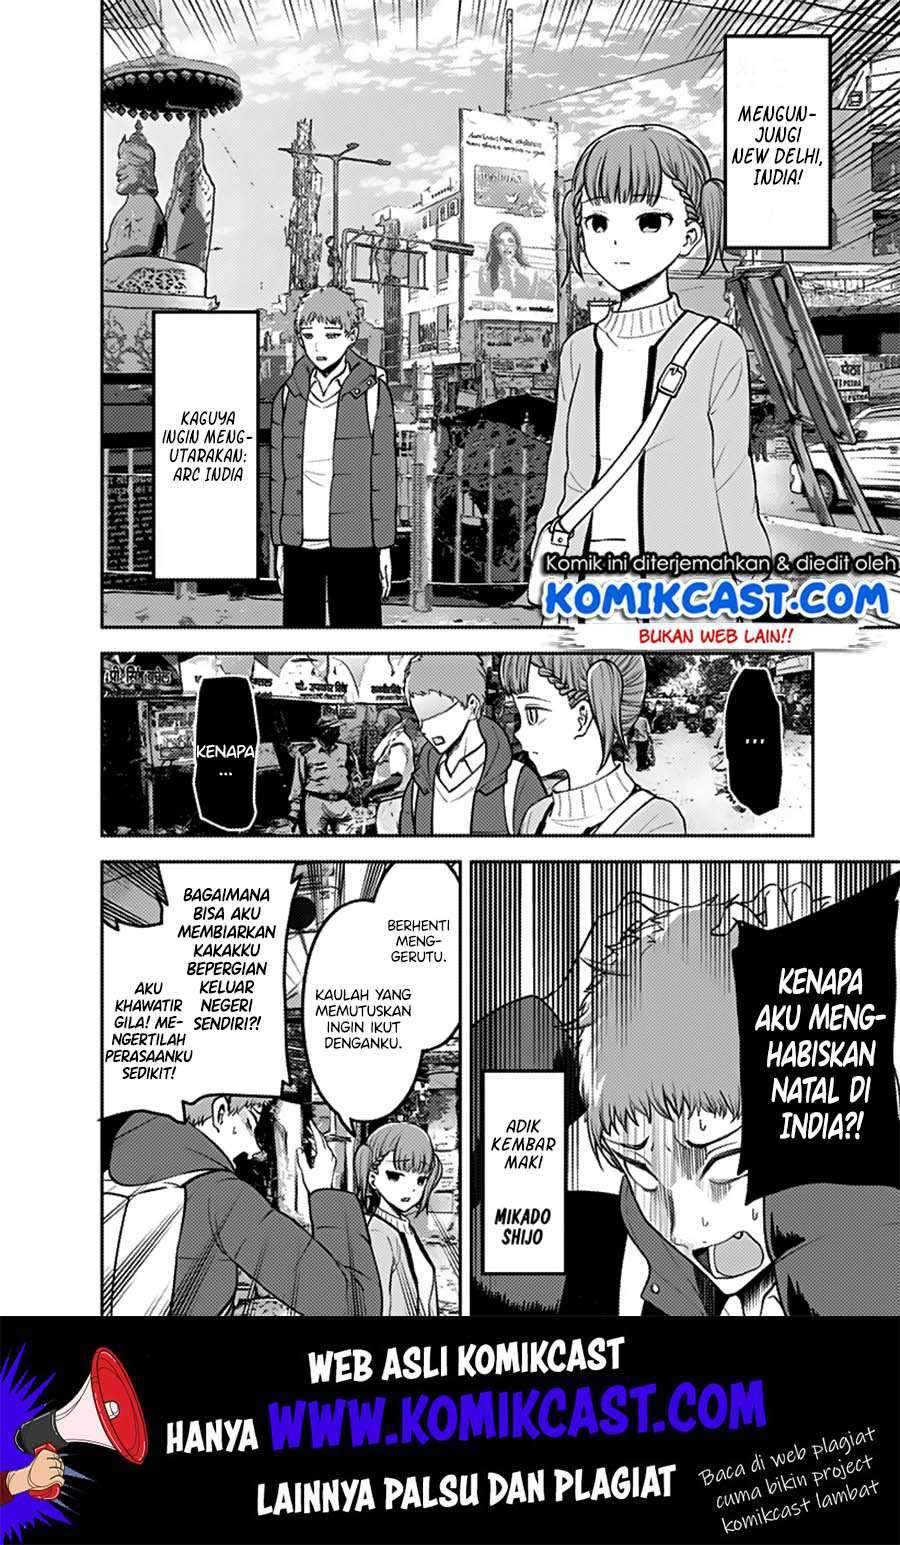 MENGUN-
JUNGI
NEW DELHI,
INDIA!
KAGUYA
INGIN MENG-
UTARAKAN:
ARC INDIA
Komik ini diterjemahkan & diedit oleh
KOMIKCAST.COM
BUKAN WEB LAIN!!
...
KENAPA
...
KENAPA
AKU MENG-
HABISKAN
NATAL DI
INDIA?!
ADIK
KEMBAR
MAKI
MIKADO
SHIJO
BERHENTI
MENG-
GERUTU.
KAULAH YANG
MEMUTUSKAN
INGIN IKUT
DENGANKU.
BAGAIMANA
BISA AKU
MEMBIARKAN
KAKAKKU
BEPERGIAN
KELUAR
NEGERI
SENDIRI?!
AKU
KHAWATIR
GILA! ME-
NGERTILAH
PERASAANKU
SEDIKIT!
WEB ASLI KOMIKCAST
HANYA WWW.KOMIKCAST.COM
LAINNYA PALSU DAN PLAGIAT
Baca di web plagiat
cuma bikin project
komikcast lambat